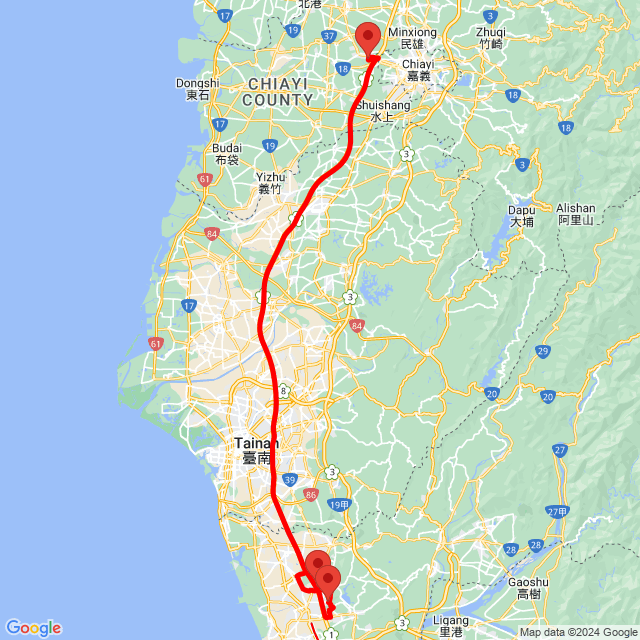 北港
Minxiong
民雄
Zhuqi
竹崎
17
61
37
3
159
Dongshi
東石
18
CHIAYI
COUNTY
Chiayi
嘉義
Shuishang
水上
17
18
18
19
Budai
布袋
3
3
Yizhu
義竹
61
1
Dapu
大埔
Alishan
阿里山
84
17
3
84
61
29
8
20
20
Tainan
臺南
27
3
39
86
19甲
27甲
28
28
Gaoshu
高樹
Ligang
里港
1
Google
Map data ©2024 Google